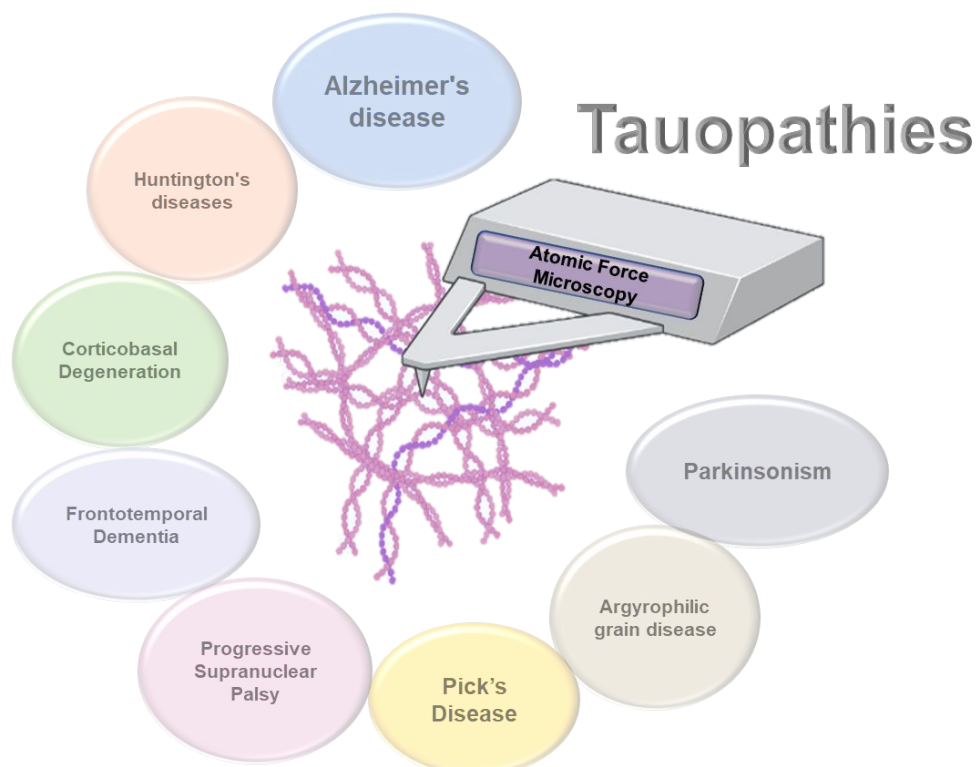 Alzheimer's
disease
Tauopathies
Huntington's
diseases
Atomic Force
Microscopy
Corticobasal
Degeneration
Parkinsonism
Frontotemporal
Dementia
Argyrophilic
grain disease
Progressive
Supranuclear
Palsy
Pick’s
Disease